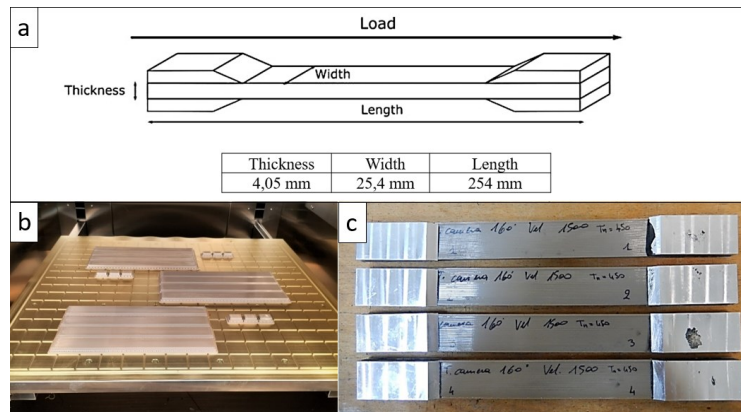 a
Load
Width
Thickness
Length
Thickness Width Length
4,05 mm 25,4 mm 254 mm
b
c
camera 160° Vel 1500 Tn=450
1
T. camera 160° Vel 1500 Tn=450
2
camera 160° Vel 1500 Tn=450
3
T. camera 160° Vel. 1500 Tn=450
4 4